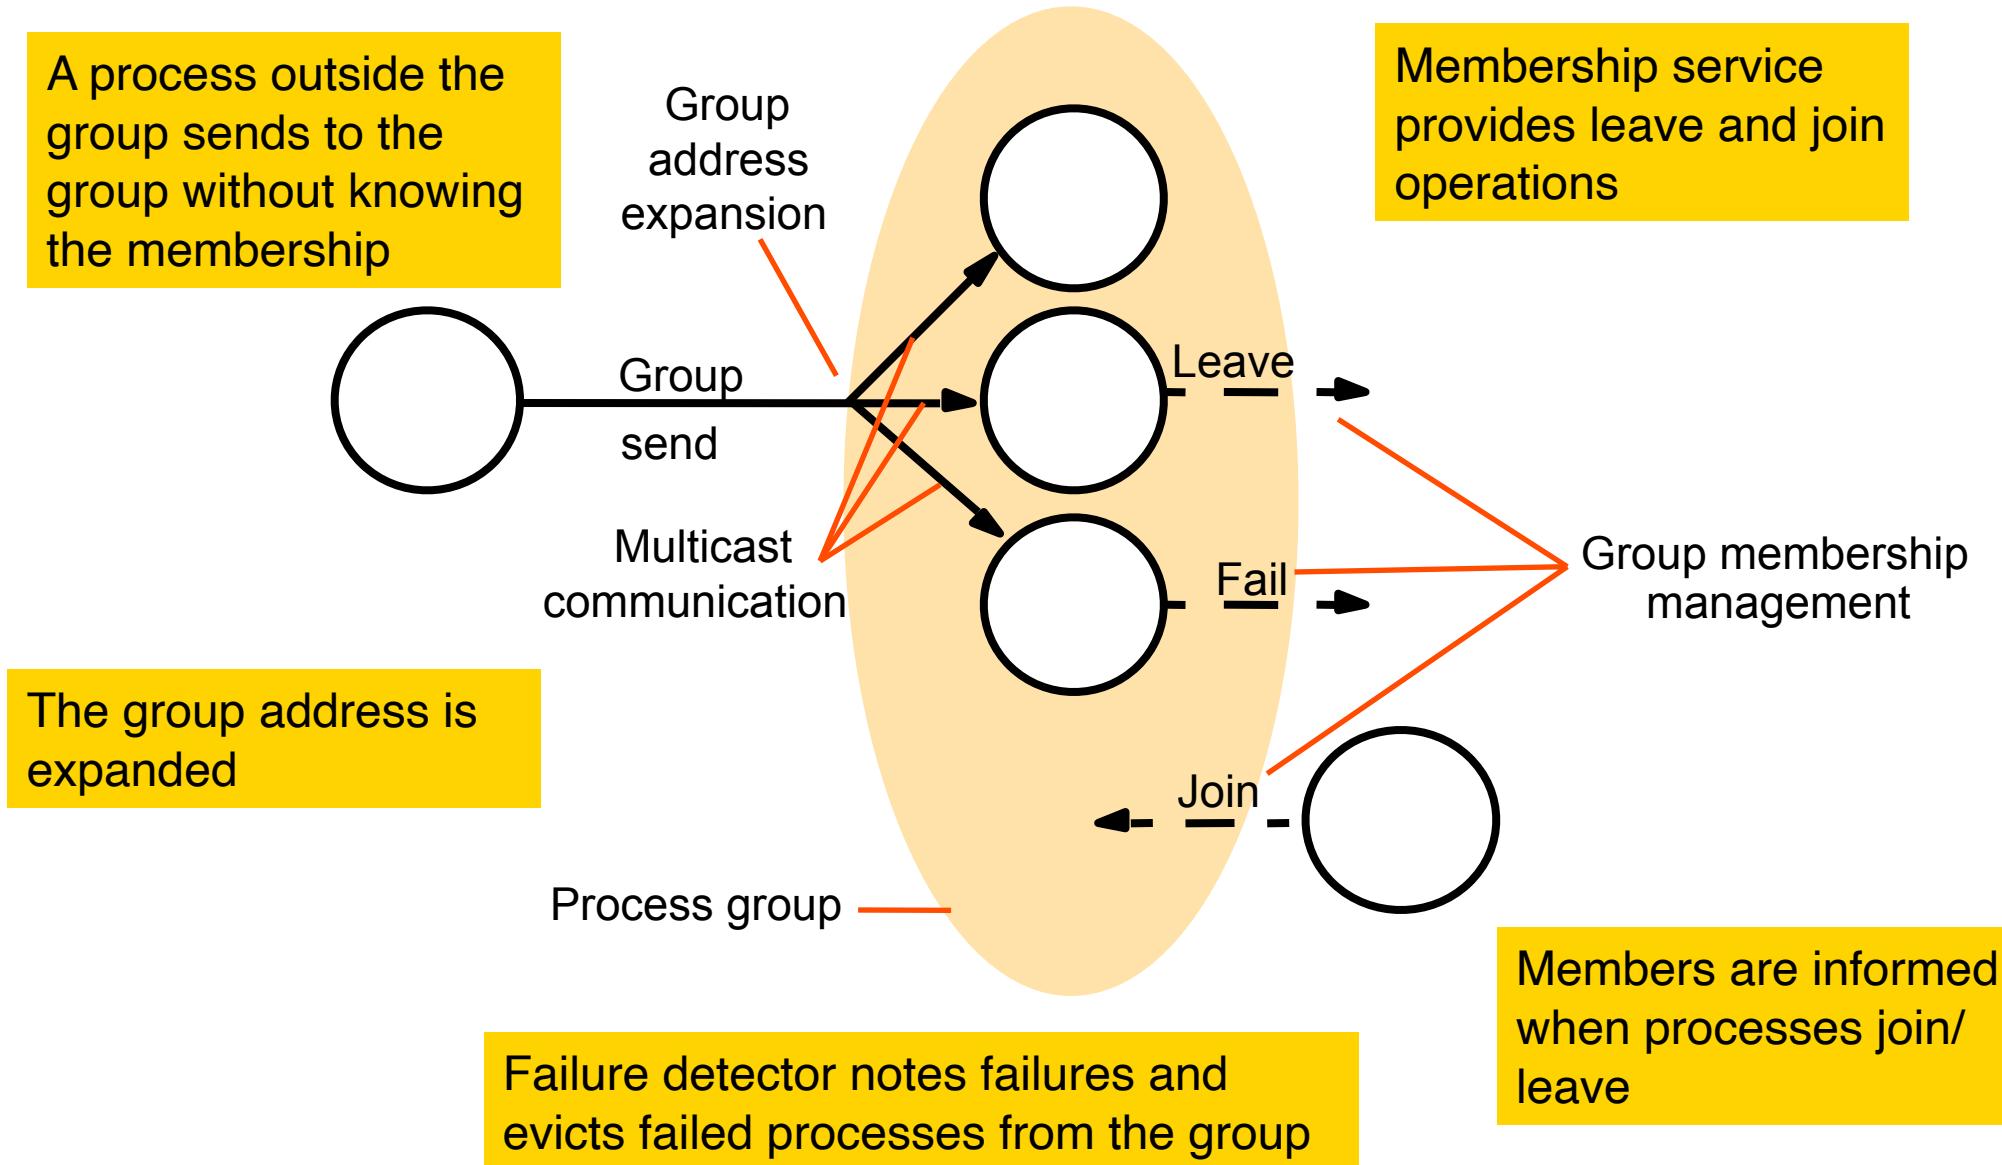 A process outside the
group sends to the
group without knowing
the membership
Group
address
expansion
Membership service
provides leave and join
operations
Group
send
Leave
Multicast
communication
Fail
Group membership
management
The group address is
expanded
Join
Process group
Members are informed
when processes join/
leave
Failure detector notes failures and
evicts failed processes from the group